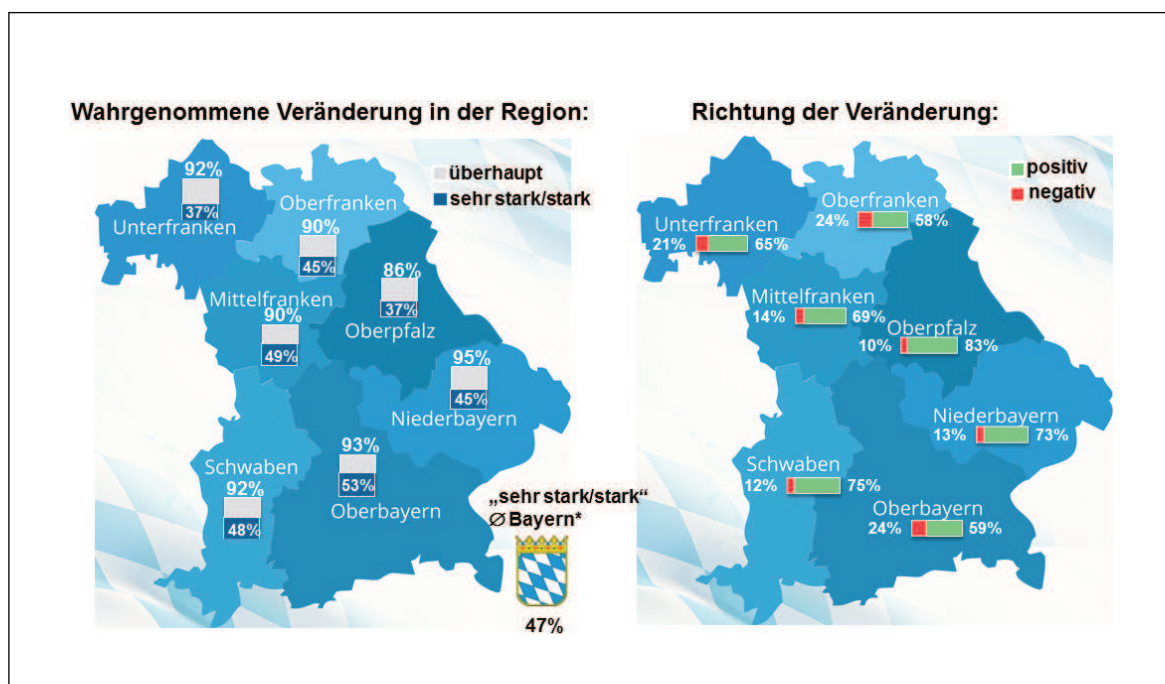 Wahrgenommene Veränderung in der Region:
überhaupt
sehr stark/stark
92%
37%
Unterfranken
Oberfranken
90%
45%
86%
37%
Oberpfalz
Mittelfranken
90%
49%
95%
45%
Niederbayern
93%
53%
Oberbayern
Schwaben
92%
48%
„sehr stark/stark“
Ø Bayern*
47%
Richtung der Veränderung:
positiv
negativ
Oberfranken
24% 58%
Unterfranken
21% 65%
Mittelfranken
14% 69%
Oberpfalz
10% 83%
Niederbayern
13% 73%
Schwaben
12% 75%
Oberbayern
24% 59%